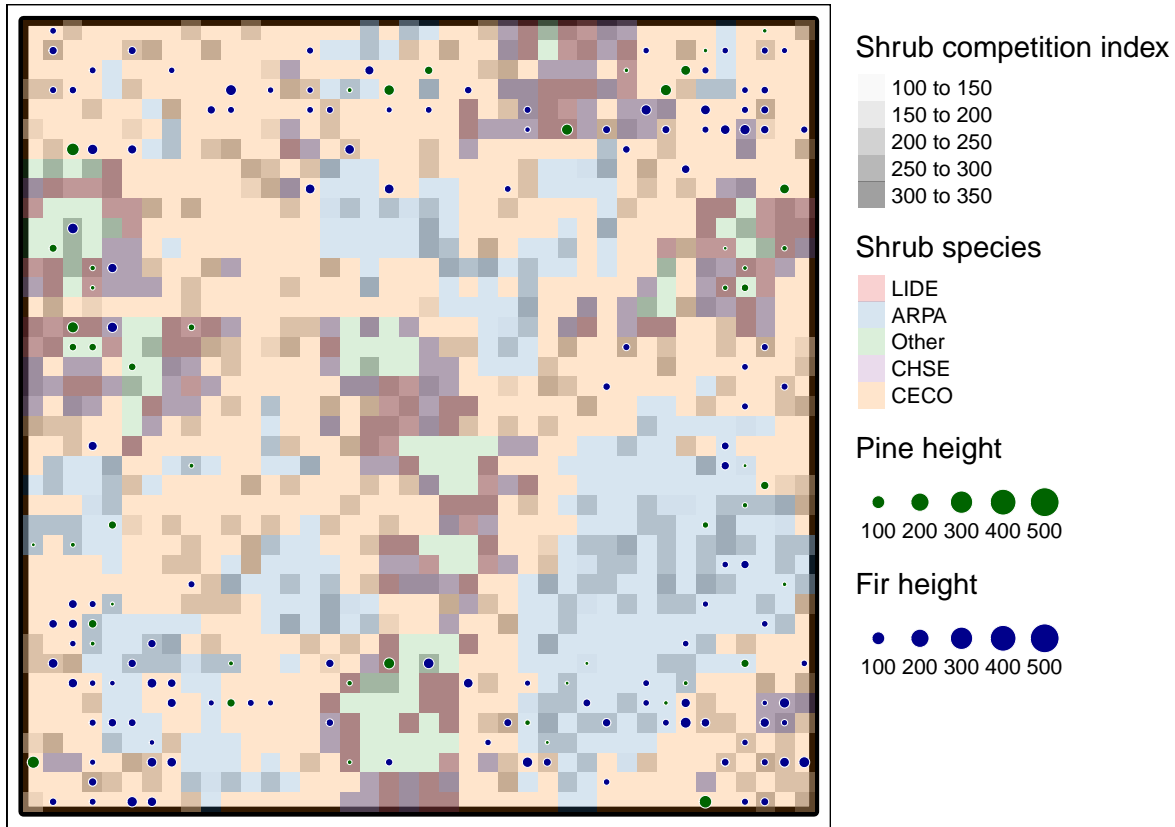 Shrub competition index
100 to 150
150 to 200
200 to 250
250 to 300
300 to 350
Shrub species
LIDE
ARPA
Other
CHSE
CECO
Pine height
100 200 300 400 500
Fir height
100 200 300 400 500